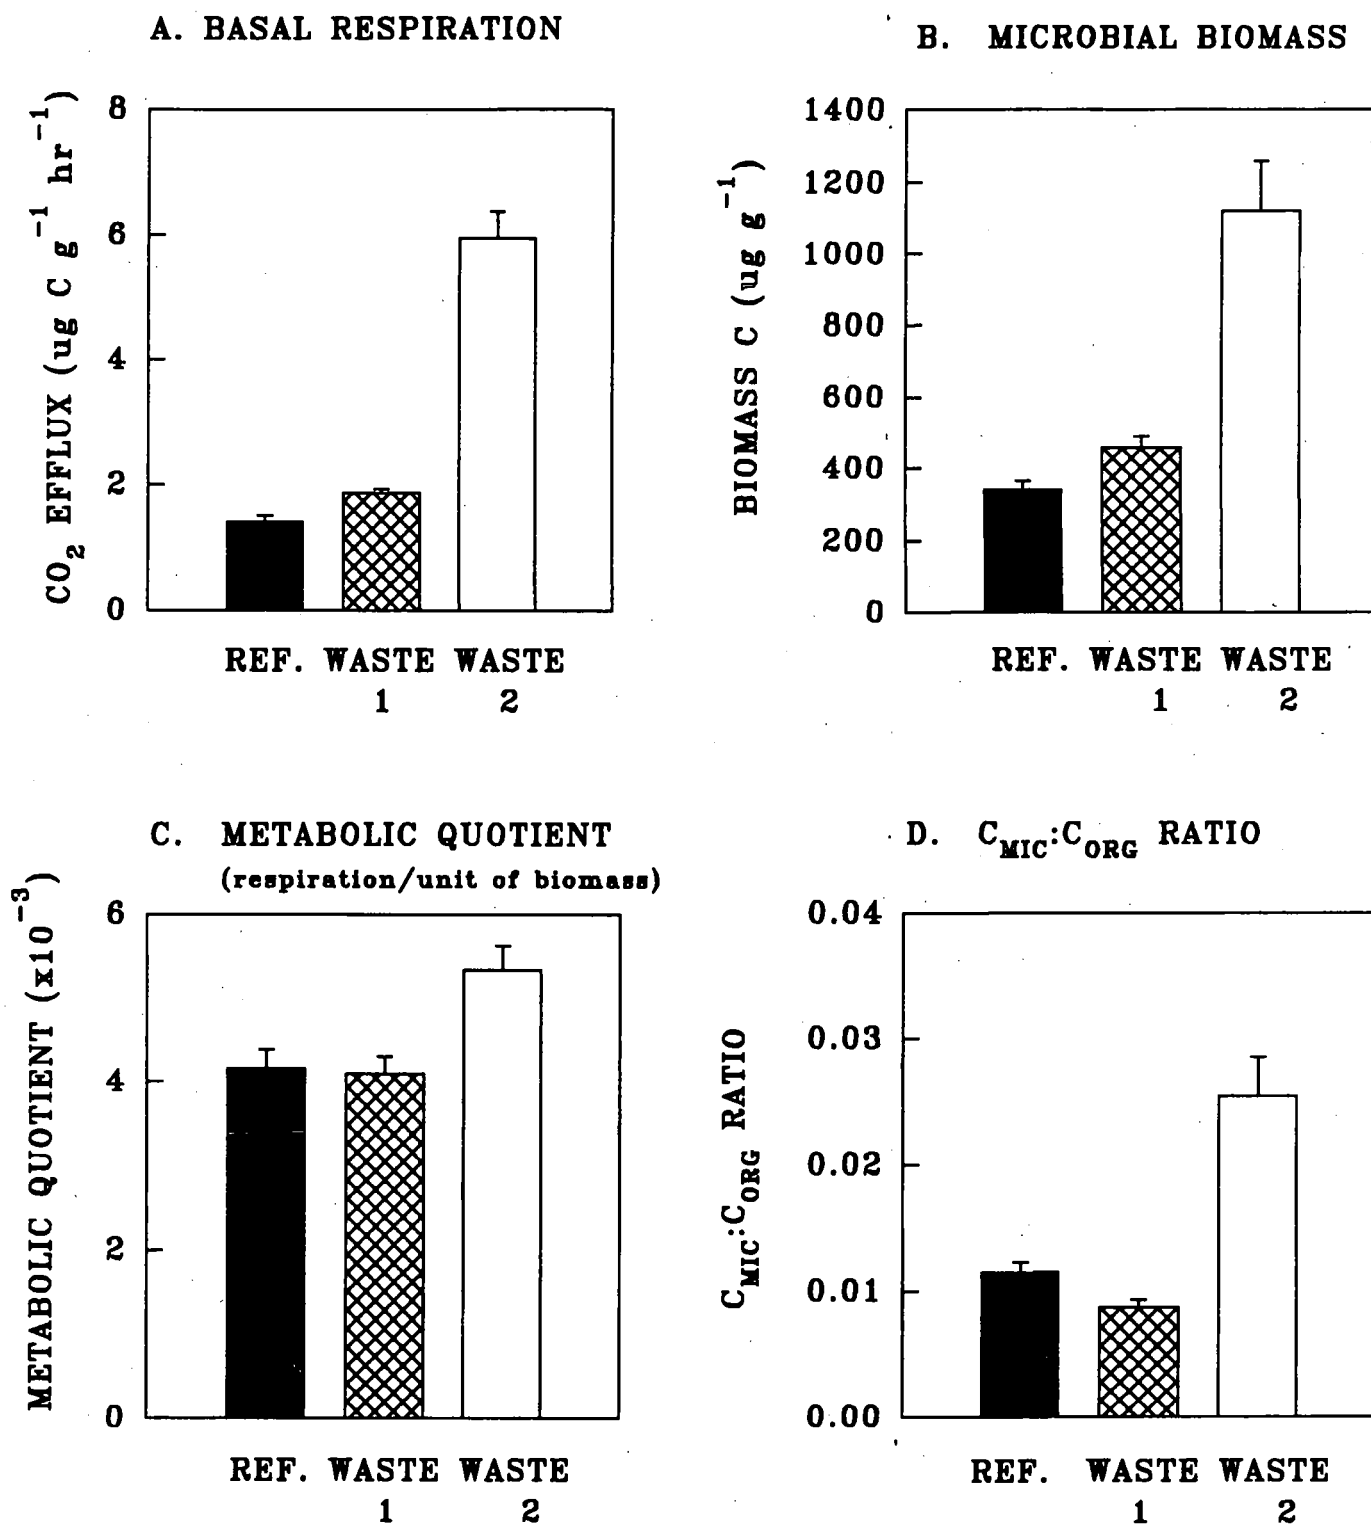 A. BASAL RESPIRATION
CO2 EFFLUX (ug C g−1 hr−1)
8
6
4
2
0
REF. WASTE WASTE
1 2
B. MICROBIAL BIOMASS
BIOMASS C (ug g−1)
1400
1200
1000
800
600
400
200
0
REF. WASTE WASTE
1 2
C. METABOLIC QUOTIENT
(respiration/unit of biomass)
METABOLIC QUOTIENT (x10−3)
6
4
2
0
REF. WASTE WASTE
1 2
D. CMIC:CORG RATIO
CMIC:CORG RATIO
0.04
0.03
0.02
0.01
0.00
REF. WASTE WASTE
1 2